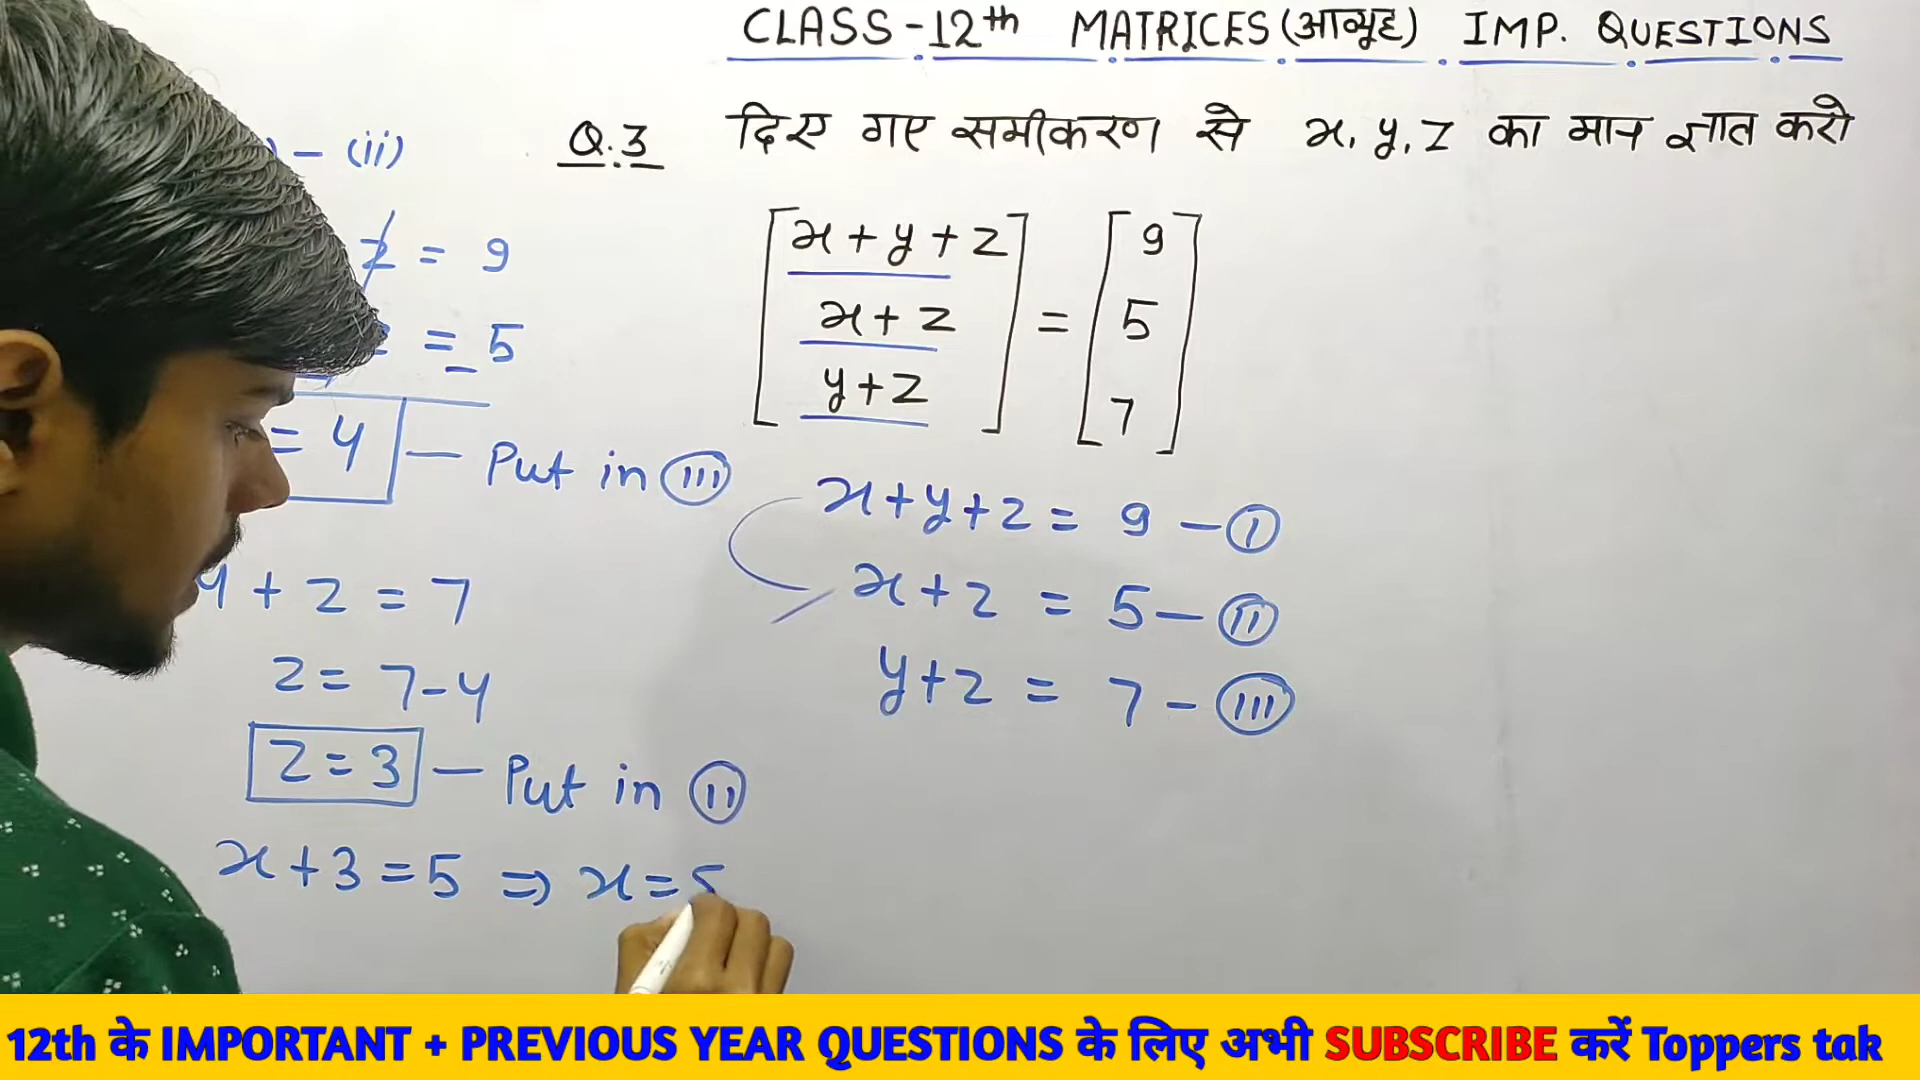 CLASS-12th MATRICES (आव्यूह) IMP. QUESTIONS
Q.3 दिए गए समीकरण से x, y, z का मान ज्ञात करो
[x+y+z
x+z
y+z] = [9
5
7]
x+y+z = 9 - (I)
x+z = 5 - (II)
y+z = 7 - (III)
) - (ii)
z = 9
= 5
-
= 4 - Put in (III)
4 + z = 7
z = 7-4
z = 3 - Put in (II)
x+3 = 5 ⇒ x = 5
12th के IMPORTANT + PREVIOUS YEAR QUESTIONS के लिए अभी SUBSCRIBE करें Toppers tak